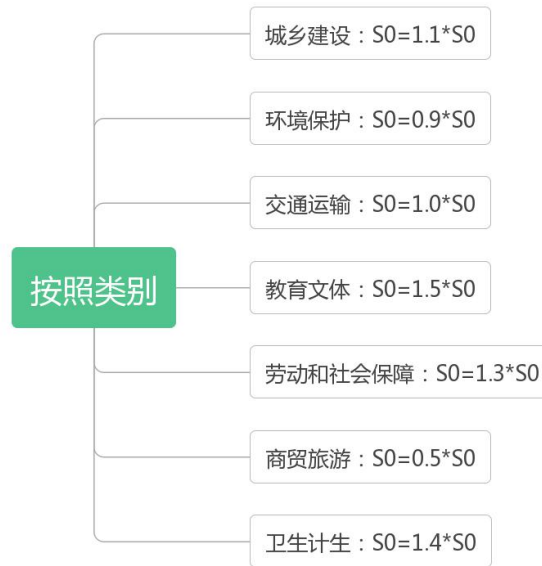 城乡建设：S0=1.1*S0
环境保护：S0=0.9*S0
交通运输：S0=1.0*S0
按照类别
教育文体：S0=1.5*S0
劳动和社会保障：S0=1.3*S0
商贸旅游：S0=0.5*S0
卫生计生：S0=1.4*S0